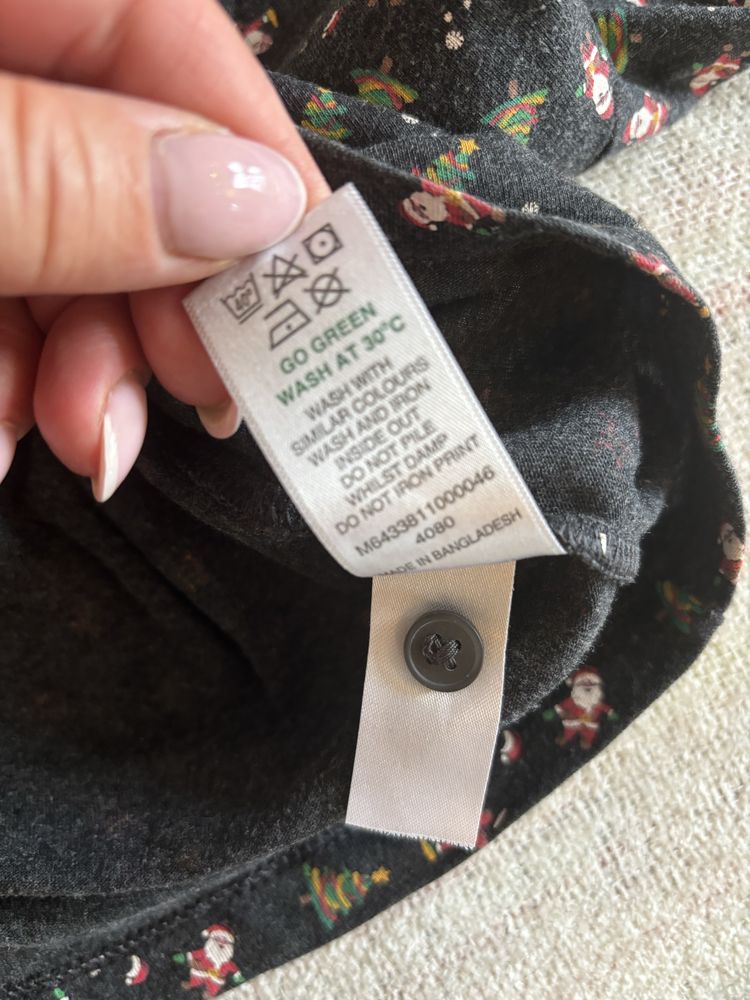 40°
GO GREEN
WASH AT 30°C
WASH WITH
SIMILAR COLOURS
WASH AND IRON
INSIDE OUT
DO NOT PILE
WHILST DAMP
DO NOT IRON PRINT
M6433811000046
4080
MADE IN BANGLADESH